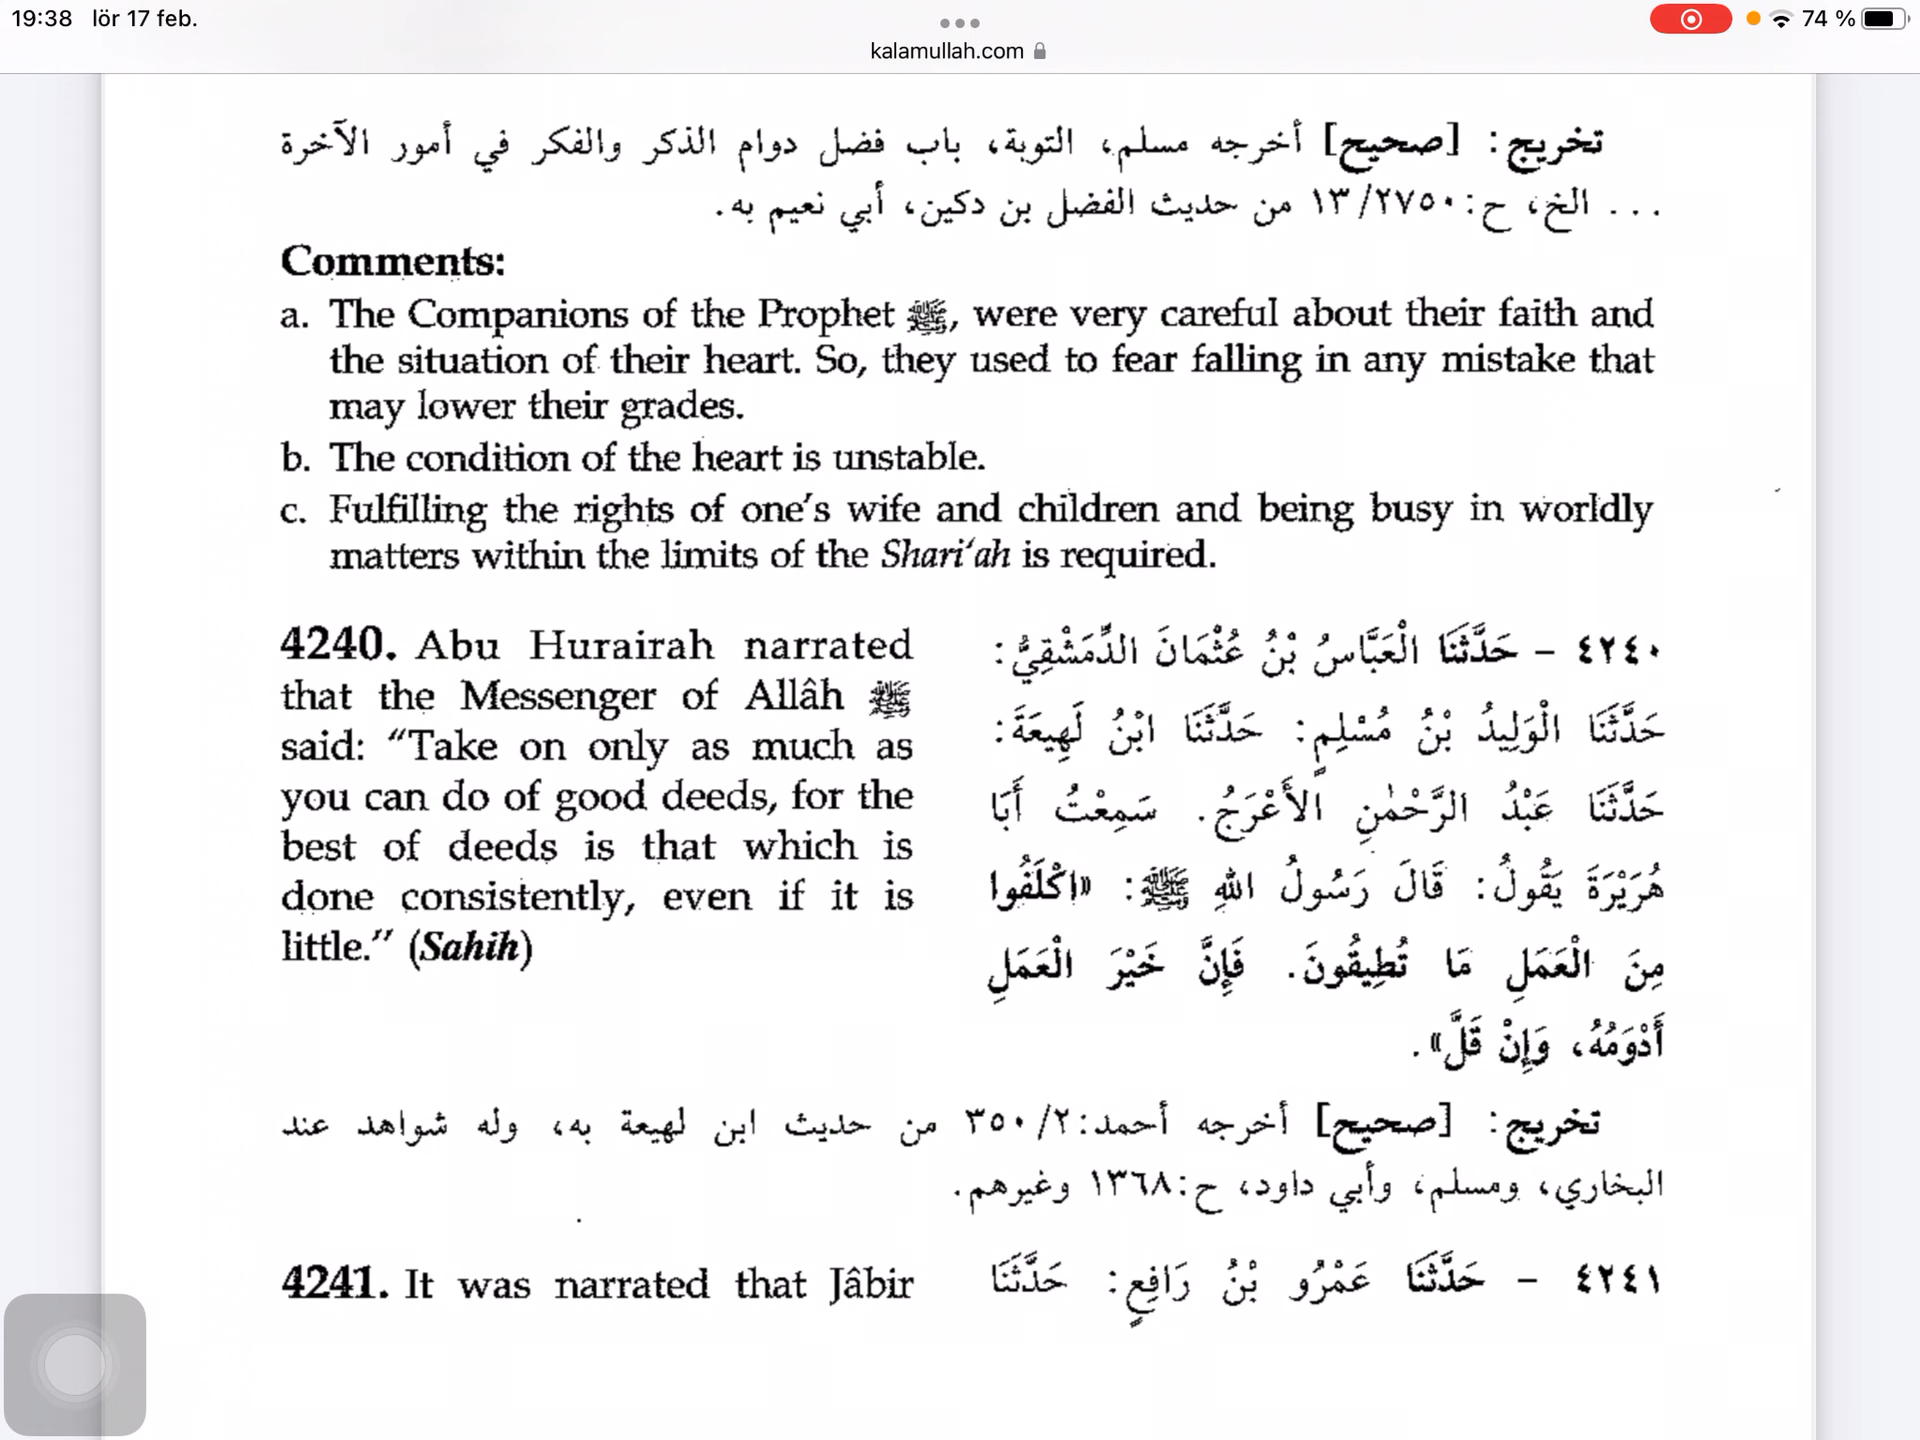 19:38 lör 17 feb.
74 %
kalamullah.com
تخريج: [صحيح] أخرجه مسلم، التوبة، باب فضل دوام الذكر والفكر في أمور الآخرة
... الخ، ح:٢٧٥٠/ ١٣ من حديث الفضل بن دكين، أبي نعيم به.
Comments:
a. The Companions of the Prophet ﷺ, were very careful about their faith and
the situation of their heart. So, they used to fear falling in any mistake that
may lower their grades.
b. The condition of the heart is unstable.
c. Fulfilling the rights of one's wife and children and being busy in worldly
matters within the limits of the Shari‘ah is required.
4240. Abu Hurairah narrated
that the Messenger of Allâh ﷺ
said: “Take on only as much as
you can do of good deeds, for the
best of deeds is that which is
done consistently, even if it is
little.” (Sahih)
٤٢٤٠ - حَدَّثَنَا الْعَبَّاسُ بْنُ عُثْمَانَ الدِّمَشْقِيُّ:
حَدَّثَنَا الْوَلِيدُ بْنُ مُسْلِمٍ: حَدَّثَنَا ابْنُ لَهِيعَةَ:
حَدَّثَنَا عَبْدُ الرَّحْمٰنِ الأَعْرَجُ. سَمِعْتُ أَبَا
هُرَيْرَةَ يَقُولُ: قَالَ رَسُولُ اللهِ ﷺ: «اكْلَفُوا
مِنَ الْعَمَلِ مَا تُطِيقُونَ. فَإِنَّ خَيْرَ الْعَمَلِ
أَدْوَمُهُ، وَإِنْ قَلَّ».
تخريج: [صحيح] أخرجه أحمد:٢/ ٣٥٠ من حديث ابن لهيعة به، وله شواهد عند
البخاري، ومسلم، وأبي داود، ح:١٣٦٨ وغيرهم.
4241. It was narrated that Jâbir
٤٢٤١ - حَدَّثَنَا عَمْرُو بْنُ رَافِعٍ: حَدَّثَنَا